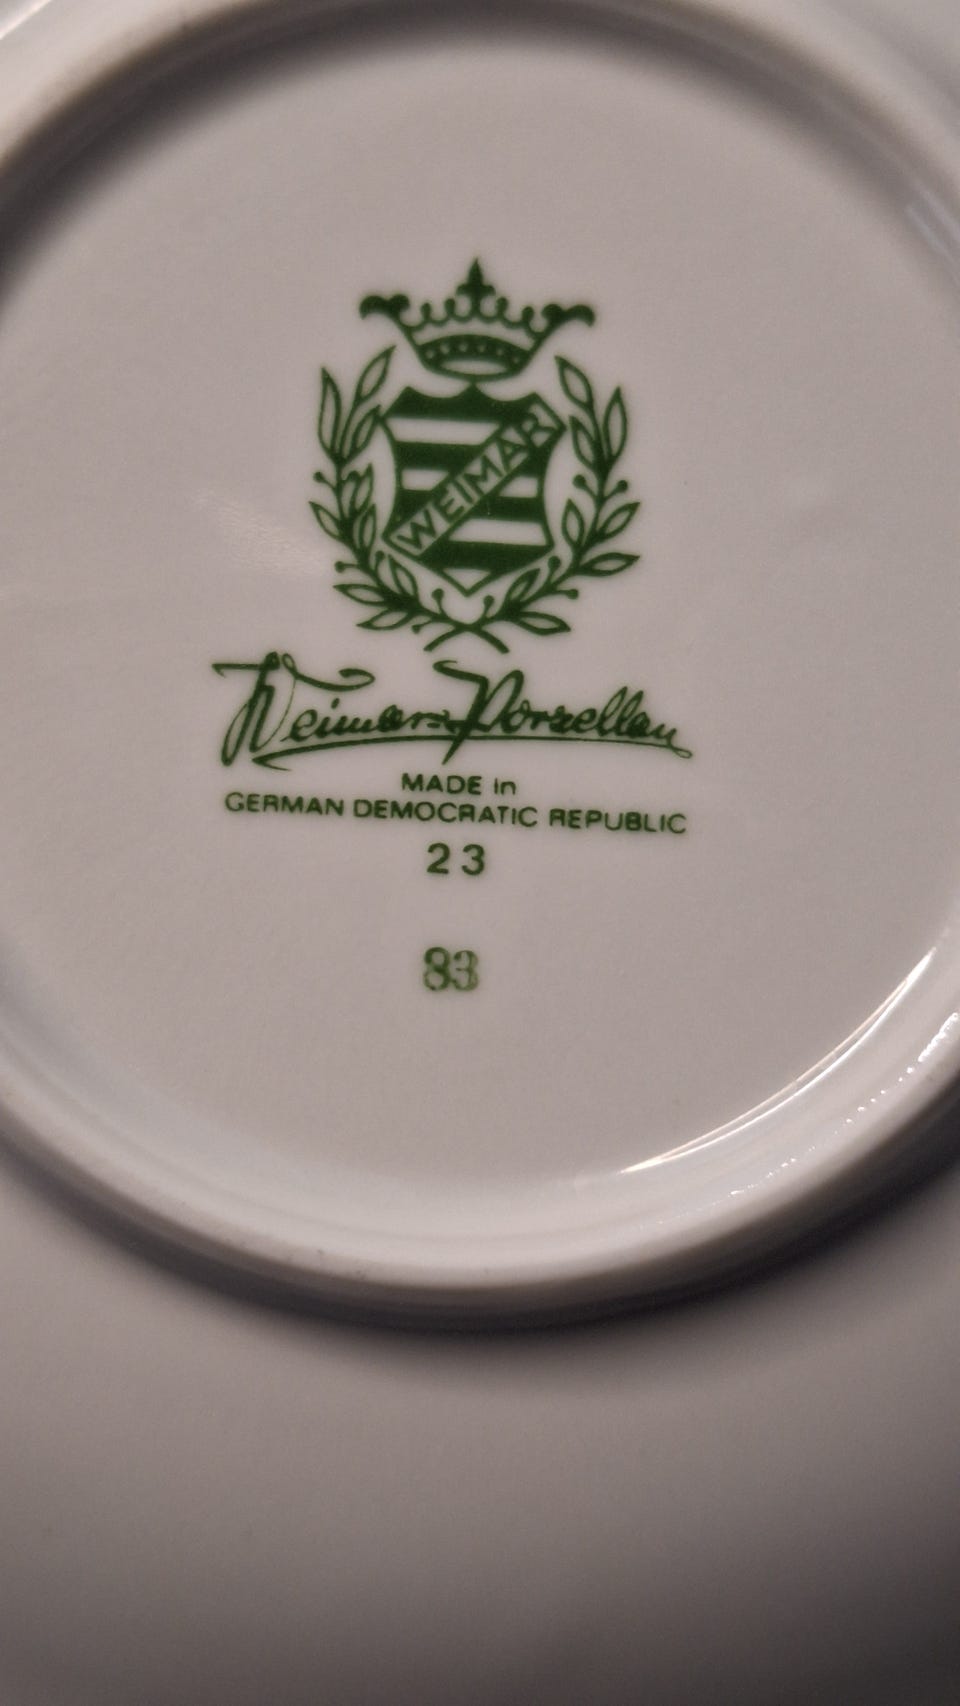 WEIMAR
Weimar-Porzellan
MADE in
GERMAN DEMOCRATIC REPUBLIC
23
83